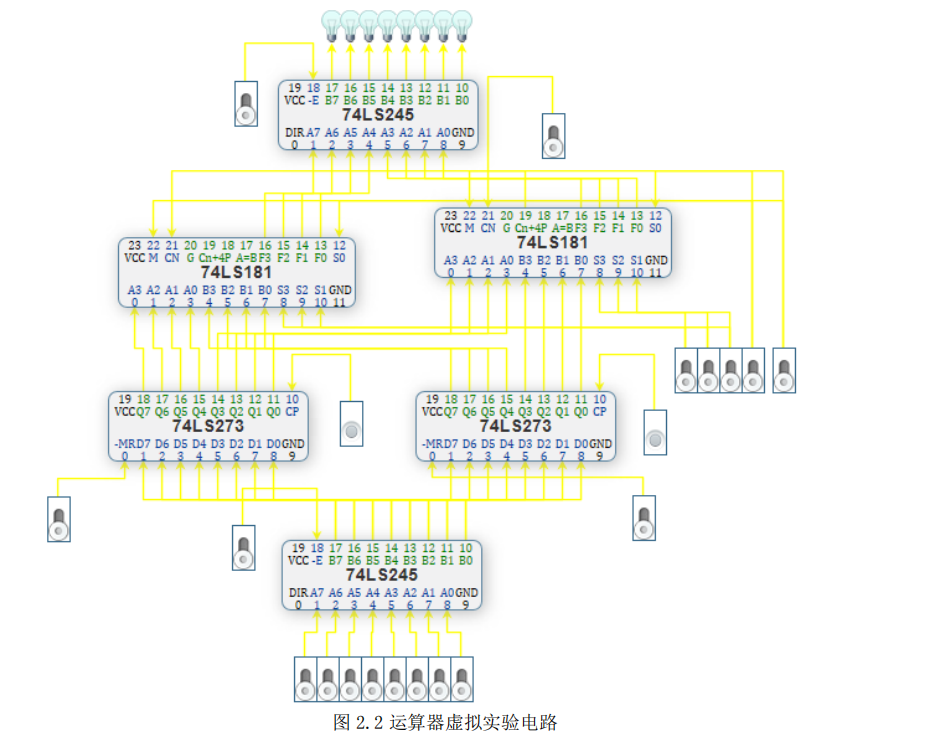 19 18 17 16 15 14 13 12 11 10
VCC -E B7 B6 B5 B4 B3 B2 B1 B0
74LS245
DIR A7 A6 A5 A4 A3 A2 A1 A0 GND
0 1 2 3 4 5 6 7 8 9
23 22 21 20 19 18 17 16 15 14 13 12
VCC M CN G Cn+4 P A=B F3 F2 F1 F0 S0
74LS181
A3 A2 A1 A0 B3 B2 B1 B0 S3 S2 S1 GND
0 1 2 3 4 5 6 7 8 9 10 11
23 22 21 20 19 18 17 16 15 14 13 12
VCC M CN G Cn+4 P A=B F3 F2 F1 F0 S0
74LS181
A3 A2 A1 A0 B3 B2 B1 B0 S3 S2 S1 GND
0 1 2 3 4 5 6 7 8 9 10 11
19 18 17 16 15 14 13 12 11 10
VCC Q7 Q6 Q5 Q4 Q3 Q2 Q1 Q0 CP
74LS273
-MR D7 D6 D5 D4 D3 D2 D1 D0 GND
0 1 2 3 4 5 6 7 8 9
19 18 17 16 15 14 13 12 11 10
VCC Q7 Q6 Q5 Q4 Q3 Q2 Q1 Q0 CP
74LS273
-MR D7 D6 D5 D4 D3 D2 D1 D0 GND
0 1 2 3 4 5 6 7 8 9
19 18 17 16 15 14 13 12 11 10
VCC -E B7 B6 B5 B4 B3 B2 B1 B0
74LS245
DIR A7 A6 A5 A4 A3 A2 A1 A0 GND
0 1 2 3 4 5 6 7 8 9
图 2.2 运算器虚拟实验电路